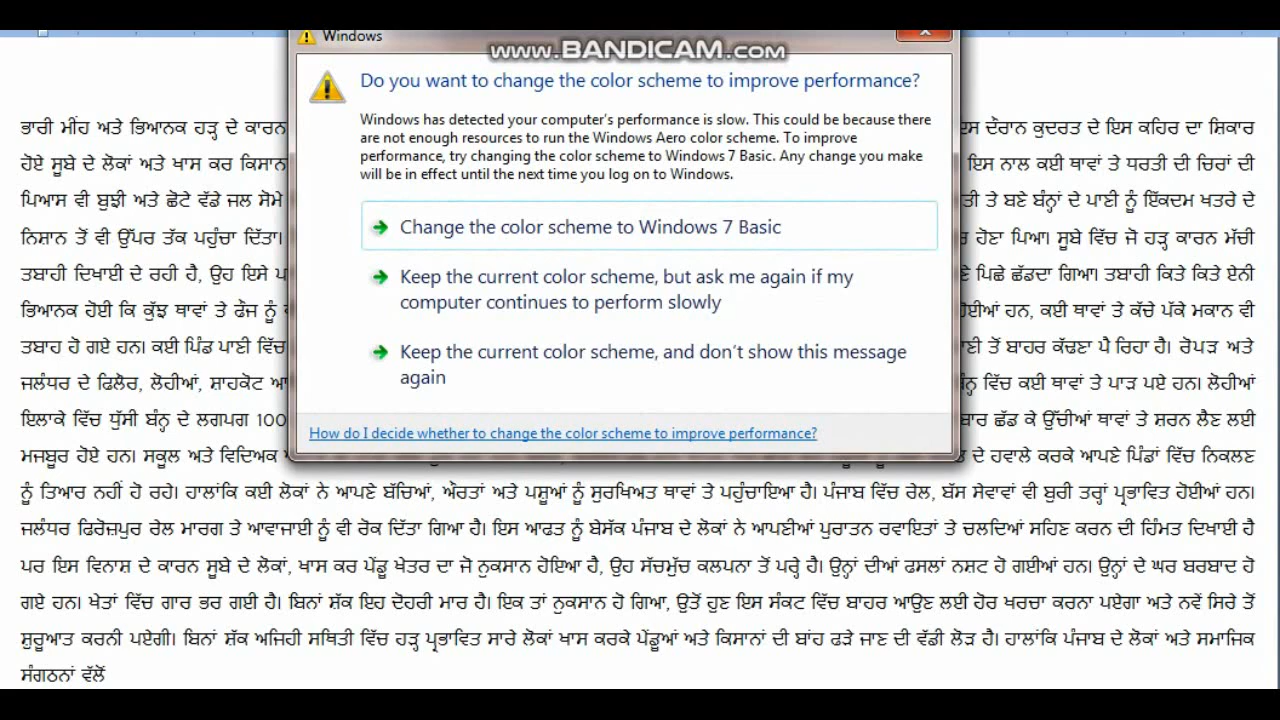 Windows
www.BANDICAM.com
Do you want to change the color scheme to improve performance?
Windows has detected your computer's performance is slow. This could be because there
are not enough resources to run the Windows Aero color scheme. To improve
performance, try changing the color scheme to Windows 7 Basic. Any change you make
will be in effect until the next time you log on to Windows.
Change the color scheme to Windows 7 Basic
Keep the current color scheme, but ask me again if my
computer continues to perform slowly
Keep the current color scheme, and don't show this message
again
How do I decide whether to change the color scheme to improve performance?
ਭਾਰੀ ਮੀਂਹ ਅਤੇ ਭਿਆਨਕ ਹੜ੍ਹ ਦੇ ਕਾਰਨ ਦੌਰਾਨ ਕੁਦਰਤ ਦੇ ਇਸ ਕਹਿਰ ਦਾ ਸ਼ਿਕਾਰ
ਹੋਏ ਸੂਬੇ ਦੇ ਲੋਕਾਂ ਅਤੇ ਖਾਸ ਕਰ ਕਿਸਾਨ ਇਸ ਨਾਲ ਕਈ ਥਾਵਾਂ ਤੇ ਧਰਤੀ ਦੀ ਚਿਰਾਂ ਦੀ
ਪਿਆਸ ਵੀ ਬੁਝੀ ਅਤੇ ਛੋਟੇ ਵੱਡੇ ਜਲ ਸੋਮੇ ਤੇ ਬਣੇ ਬੰਨ੍ਹਾਂ ਦੇ ਪਾਣੀ ਨੂੰ ਇੱਕਦਮ ਖਤਰੇ ਦੇ
ਨਿਸ਼ਾਨ ਤੋਂ ਵੀ ਉੱਪਰ ਤੱਕ ਪਹੁੰਚਾ ਦਿੱਤਾ। ਹੋਣਾ ਪਿਆ। ਸੂਬੇ ਵਿੱਚ ਜੋ ਹੜ੍ਹ ਕਾਰਨ ਮੱਚੀ
ਤਬਾਹੀ ਦਿਖਾਈ ਦੇ ਰਹੀ ਹੈ, ਉਹ ਇਸੇ ਪਿਛੇ ਛੱਡਦਾ ਗਿਆ। ਤਬਾਹੀ ਕਿਤੇ ਕਿਤੇ ਏਨੀ
ਭਿਆਨਕ ਹੋਈ ਕਿ ਕੁੱਝ ਥਾਵਾਂ ਤੇ ਫੌਜ ਨੂੰ ਹਨ, ਕਈ ਥਾਵਾਂ ਤੇ ਕੱਚੇ ਪੱਕੇ ਮਕਾਨ ਵੀ
ਤਬਾਹ ਹੋ ਗਏ ਹਨ। ਕਈ ਪਿੰਡ ਪਾਣੀ ਵਿੱਚ ਤੋਂ ਬਾਹਰ ਕੱਢਣਾ ਪੈ ਰਿਹਾ ਹੈ। ਰੋਪੜ ਅਤੇ
ਜਲੰਧਰ ਦੇ ਫਿਲੋਰ, ਲੋਹੀਆਂ, ਸ਼ਾਹਕੋਟ ਵਿੱਚ ਕਈ ਥਾਵਾਂ ਤੇ ਪਾੜ ਪਏ ਹਨ। ਲੋਹੀਆਂ
ਇਲਾਕੇ ਵਿੱਚ ਧੁੱਸੀ ਬੰਨ੍ਹ ਦੇ ਲਗਪਗ 100 ਛੱਡ ਕੇ ਉੱਚੀਆਂ ਥਾਵਾਂ ਤੇ ਸ਼ਰਨ ਲੈਣ ਲਈ
ਮਜਬੂਰ ਹੋਏ ਹਨ। ਸਕੂਲ ਅਤੇ ਵਿਦਿਅਕ ਦੇ ਹਵਾਲੇ ਕਰਕੇ ਆਪਣੇ ਪਿੰਡਾਂ ਵਿੱਚ ਨਿਕਲਣ
ਨੂੰ ਤਿਆਰ ਨਹੀਂ ਹੋ ਰਹੇ। ਹਾਲਾਂਕਿ ਕਈ ਲੋਕਾਂ ਨੇ ਆਪਣੇ ਬੱਚਿਆਂ, ਔਰਤਾਂ ਅਤੇ ਪਸ਼ੂਆਂ ਨੂੰ ਸੁਰਖਿਅਤ ਥਾਵਾਂ ਤੇ ਪਹੁੰਚਾਇਆ ਹੈ। ਪੰਜਾਬ ਵਿੱਚ ਰੇਲ, ਬੱਸ ਸੇਵਾਵਾਂ ਵੀ ਬੁਰੀ ਤਰ੍ਹਾਂ ਪ੍ਰਭਾਵਿਤ ਹੋਈਆਂ ਹਨ।
ਜਲੰਧਰ ਫਿਰੋਜ਼ਪੁਰ ਰੇਲ ਮਾਰਗ ਤੇ ਆਵਾਜਾਈ ਨੂੰ ਵੀ ਰੋਕ ਦਿੱਤਾ ਗਿਆ ਹੈ। ਇਸ ਆਫਤ ਨੂੰ ਬੇਸ਼ੱਕ ਪੰਜਾਬ ਦੇ ਲੋਕਾਂ ਨੇ ਆਪਣੀਆਂ ਪੁਰਾਤਨ ਰਵਾਇਤਾਂ ਤੇ ਚਲਦਿਆਂ ਸਹਿਣ ਕਰਨ ਦੀ ਹਿੰਮਤ ਦਿਖਾਈ ਹੈ
ਪਰ ਇਸ ਵਿਨਾਸ਼ ਦੇ ਕਾਰਨ ਸੂਬੇ ਦੇ ਲੋਕਾਂ, ਖਾਸ ਕਰ ਪੇਂਡੂ ਖੇਤਰ ਦਾ ਜੋ ਨੁਕਸਾਨ ਹੋਇਆ ਹੈ, ਉਹ ਸੱਚਮੁੱਚ ਕਲਪਨਾ ਤੋਂ ਪਰ੍ਹੇ ਹੈ। ਉਨ੍ਹਾਂ ਦੀਆਂ ਫਸਲਾਂ ਨਸ਼ਟ ਹੋ ਗਈਆਂ ਹਨ। ਉਨ੍ਹਾਂ ਦੇ ਘਰ ਬਰਬਾਦ ਹੋ
ਗਏ ਹਨ। ਖੇਤਾਂ ਵਿੱਚ ਗਾਰ ਭਰ ਗਈ ਹੈ। ਬਿਨਾਂ ਸ਼ੱਕ ਇਹ ਦੋਹਰੀ ਮਾਰ ਹੈ। ਇਕ ਤਾਂ ਨੁਕਸਾਨ ਹੋ ਗਿਆ, ਉਤੋਂ ਹੁਣ ਇਸ ਸੰਕਟ ਵਿੱਚ ਬਾਹਰ ਆਉਣ ਲਈ ਹੋਰ ਖਰਚਾ ਕਰਨਾ ਪਏਗਾ ਅਤੇ ਨਵੇਂ ਸਿਰੇ ਤੋਂ
ਸ਼ੁਰੂਆਤ ਕਰਨੀ ਪਏਗੀ। ਬਿਨਾਂ ਸ਼ੱਕ ਅਜਿਹੀ ਸਥਿਤੀ ਵਿੱਚ ਹੜ੍ਹ ਪ੍ਰਭਾਵਿਤ ਸਾਰੇ ਲੋਕਾਂ ਖਾਸ ਕਰਕੇ ਪੇਂਡੂਆਂ ਅਤੇ ਕਿਸਾਨਾਂ ਦੀ ਬਾਂਹ ਫੜੇ ਜਾਣ ਦੀ ਵੱਡੀ ਲੋੜ ਹੈ। ਹਾਲਾਂਕਿ ਪੰਜਾਬ ਦੇ ਲੋਕਾਂ ਅਤੇ ਸਮਾਜਿਕ
ਸੰਗਠਨਾਂ ਵੱਲੋਂ